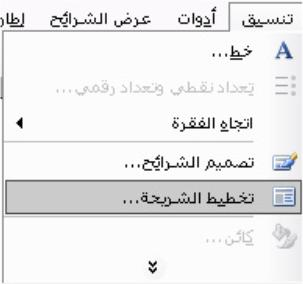 تنسيق أدوات عرض الشرائح إطار
خط...
تعداد نقطي وتعداد رقمي...
اتجاه الفقرة
تصميم الشرائح...
تخطيط الشريحة...
كائن...